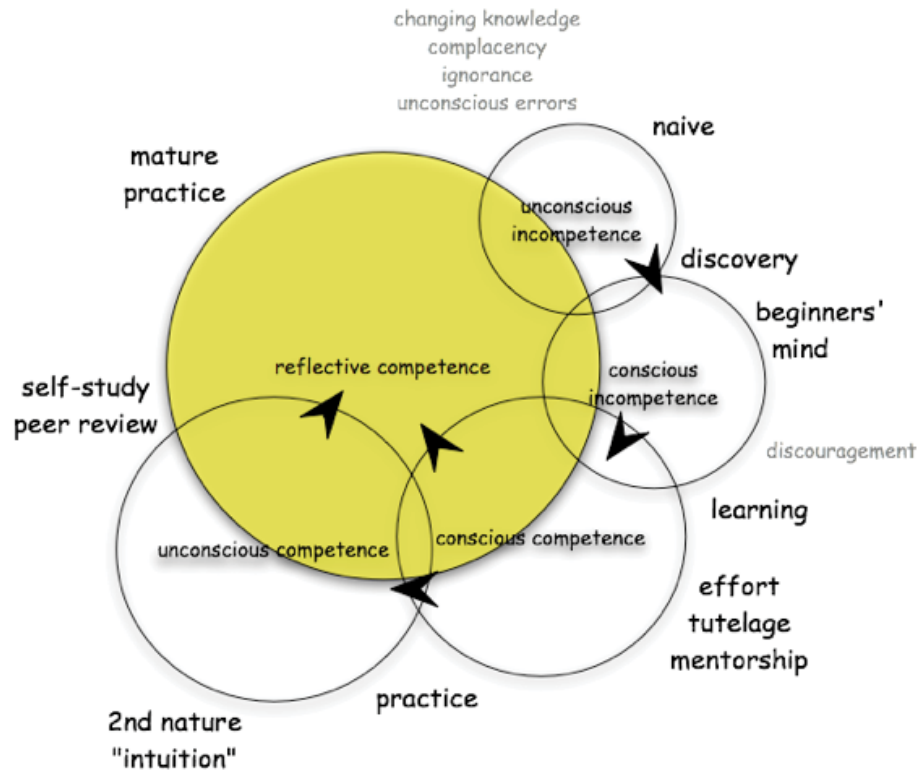 changing knowledge
complacency
ignorance
unconscious errors
naive
mature
practice
unconscious
incompetence
discovery
beginners'
mind
reflective competence
conscious
incompetence
self-study
peer review
discouragement
learning
unconscious competence
conscious competence
effort
tutelage
mentorship
practice
2nd nature
"intuition"